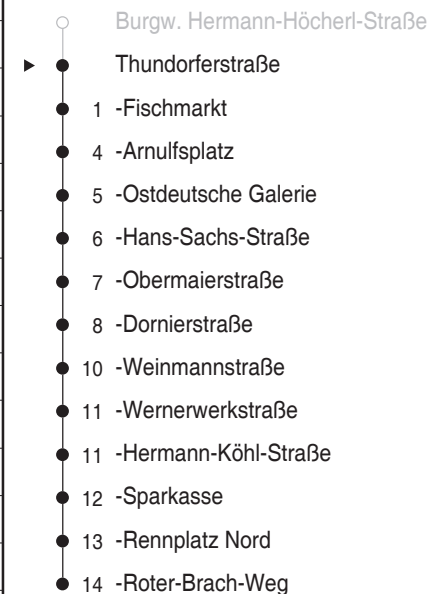 Burgw. Hermann-Höcherl-Straße
Thundorferstraße
1 -Fischmarkt
4 -Arnulfsplatz
5 -Ostdeutsche Galerie
6 -Hans-Sachs-Straße
7 -Obermaierstraße
8 -Dornierstraße
10 -Weinmannstraße
11 -Wernerwerkstraße
11 -Hermann-Köhl-Straße
12 -Sparkasse
13 -Rennplatz Nord
14 -Roter-Brach-Weg